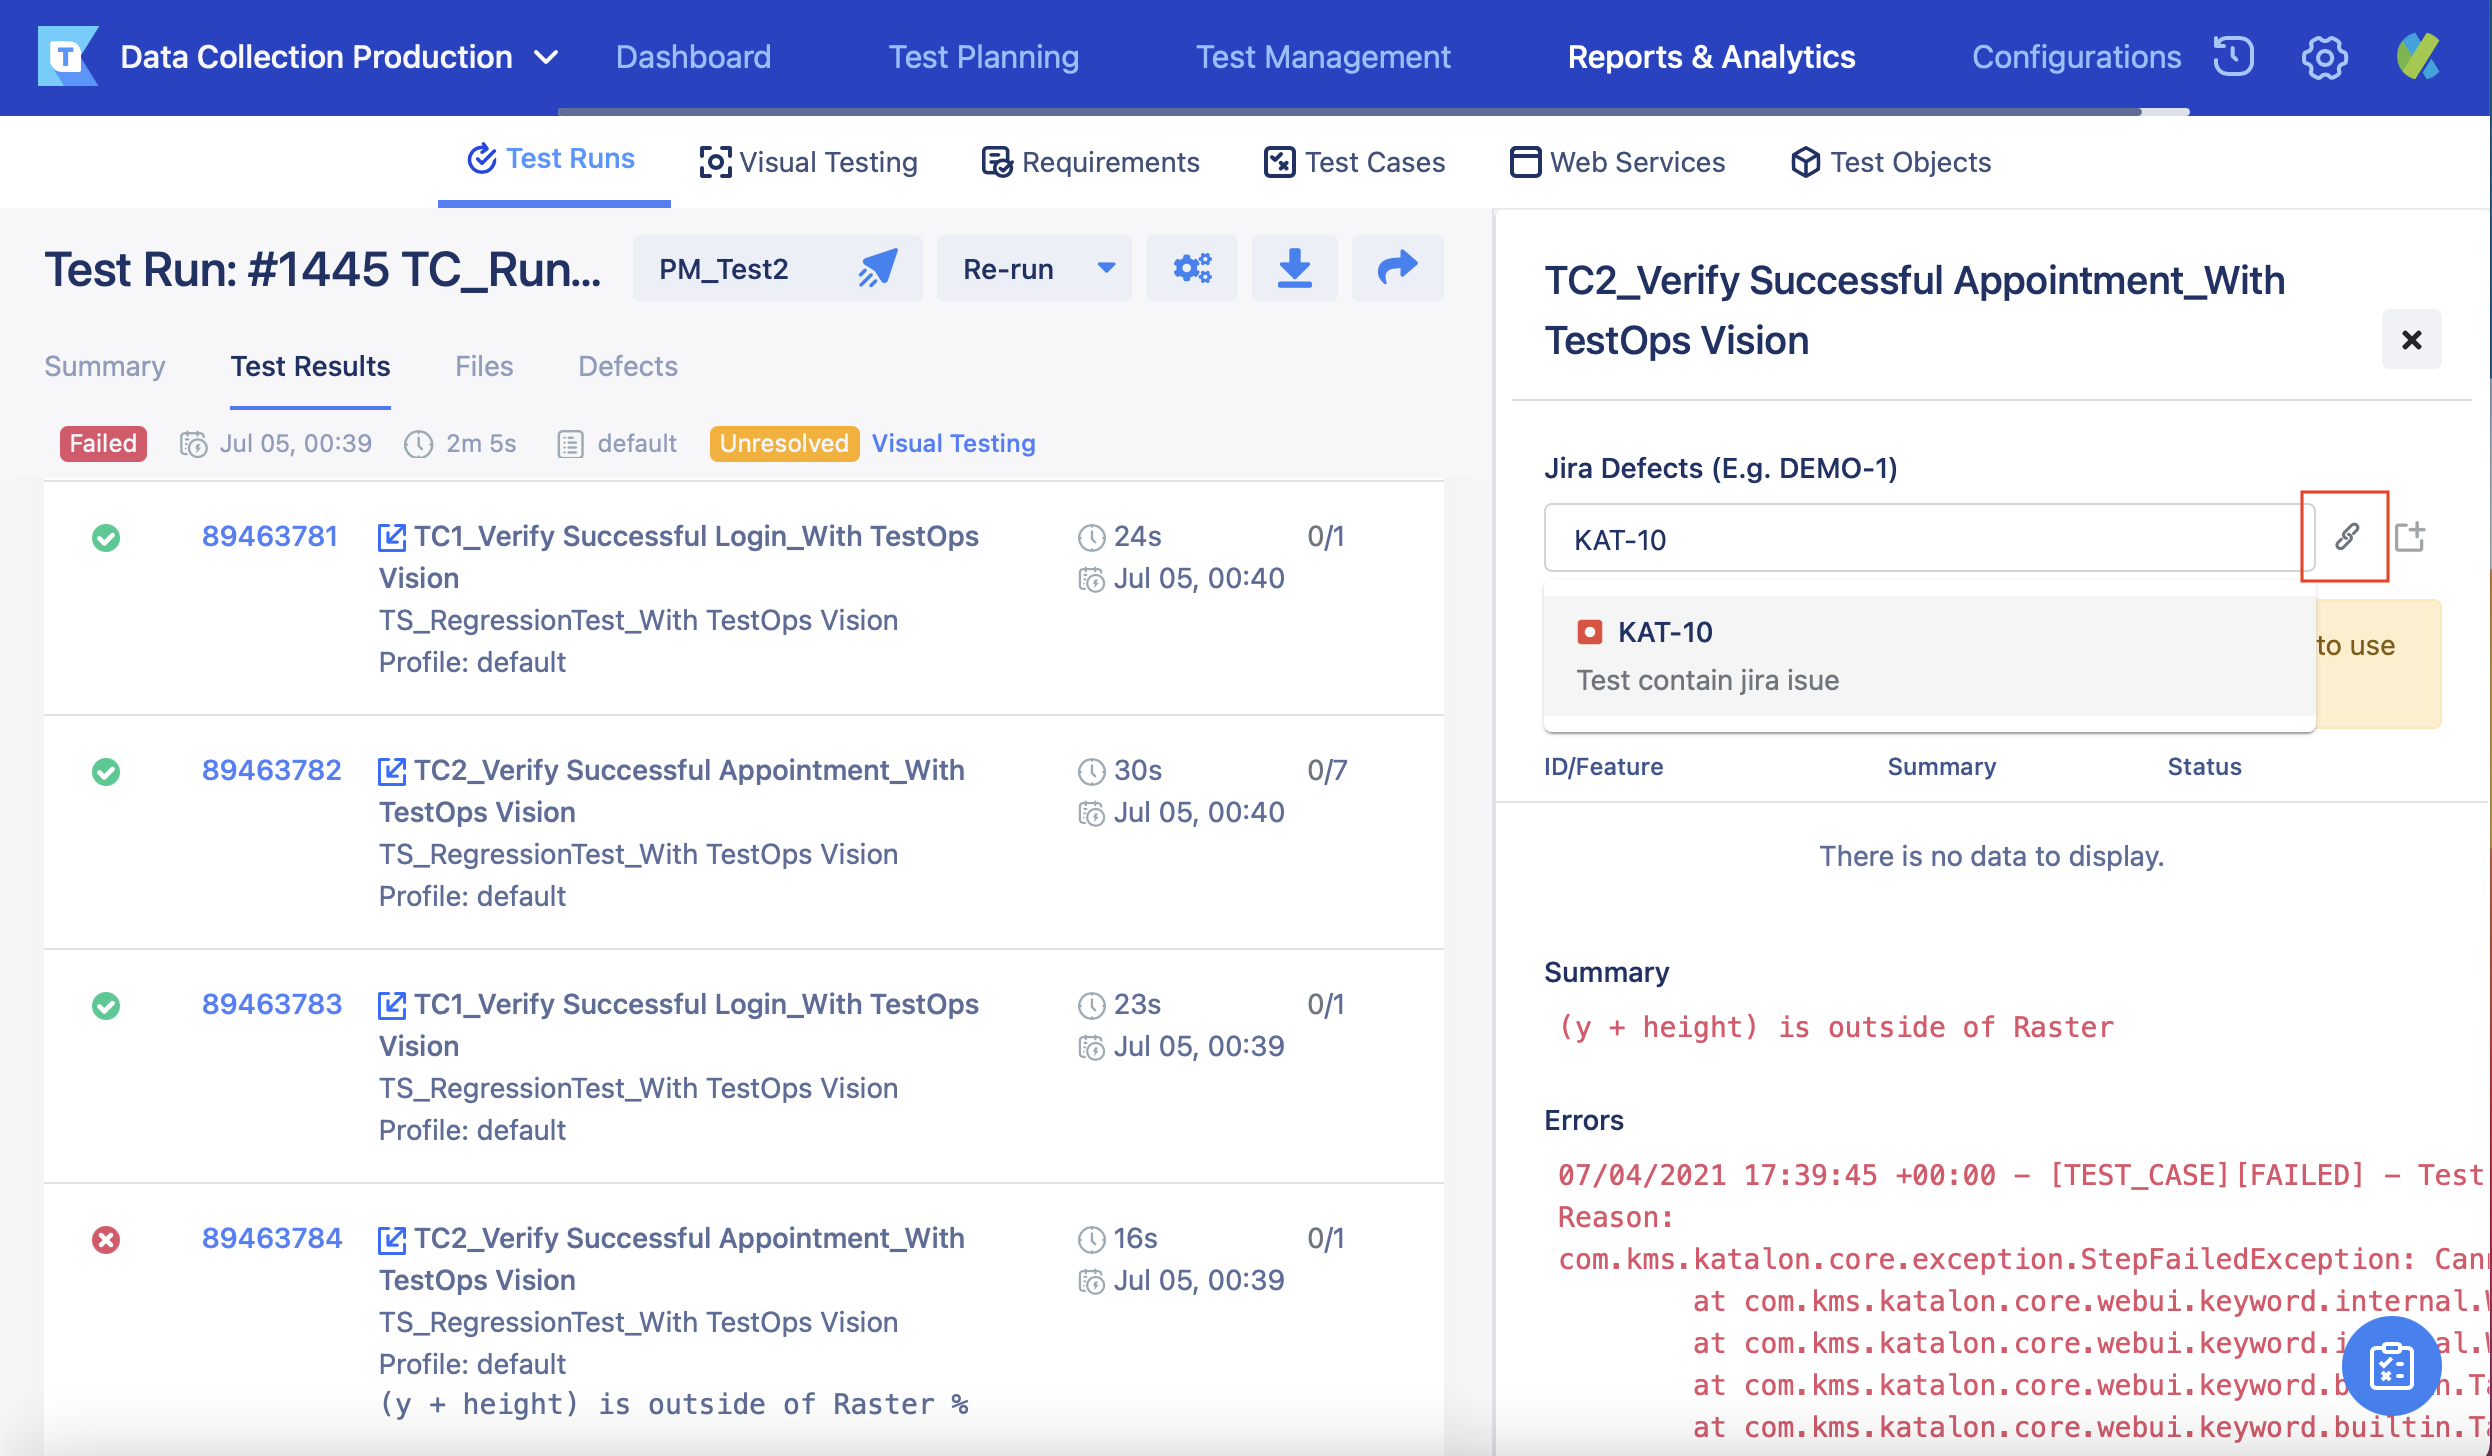 T
Data Collection Production
Dashboard
Test Planning
Test Management
Reports & Analytics
Configurations
Test Runs
Visual Testing
Requirements
Test Cases
Web Services
Test Objects
Test Run: #1445 TC_Run...
PM_Test2
Re-run
Summary
Test Results
Files
Defects
Failed
Jul 05, 00:39
2m 5s
default
Unresolved
Visual Testing
89463781
TC1_Verify Successful Login_With TestOps
Vision
TS_RegressionTest_With TestOps Vision
Profile: default
24s
Jul 05, 00:40
0/1
89463782
TC2_Verify Successful Appointment_With
TestOps Vision
TS_RegressionTest_With TestOps Vision
Profile: default
30s
Jul 05, 00:40
0/7
89463783
TC1_Verify Successful Login_With TestOps
Vision
TS_RegressionTest_With TestOps Vision
Profile: default
23s
Jul 05, 00:39
0/1
89463784
TC2_Verify Successful Appointment_With
TestOps Vision
TS_RegressionTest_With TestOps Vision
Profile: default
(y + height) is outside of Raster %
16s
Jul 05, 00:39
0/1
TC2_Verify Successful Appointment_With
TestOps Vision
Jira Defects (E.g. DEMO-1)
KAT-10
KAT-10
Test contain jira isue
to use
ID/Feature
Summary
Status
There is no data to display.
Summary
(y + height) is outside of Raster
Errors
07/04/2021 17:39:45 +00:00 - [TEST_CASE][FAILED] - Test
Reason:
com.kms.katalon.core.exception.StepFailedException:
at com.kms.katalon.core.webui.keyword.internal.
at com.kms.katalon.core.webui.keyword.
at com.kms.katalon.core.webui.keyword.
at com.kms.katalon.core.webui.keyword.builtin.